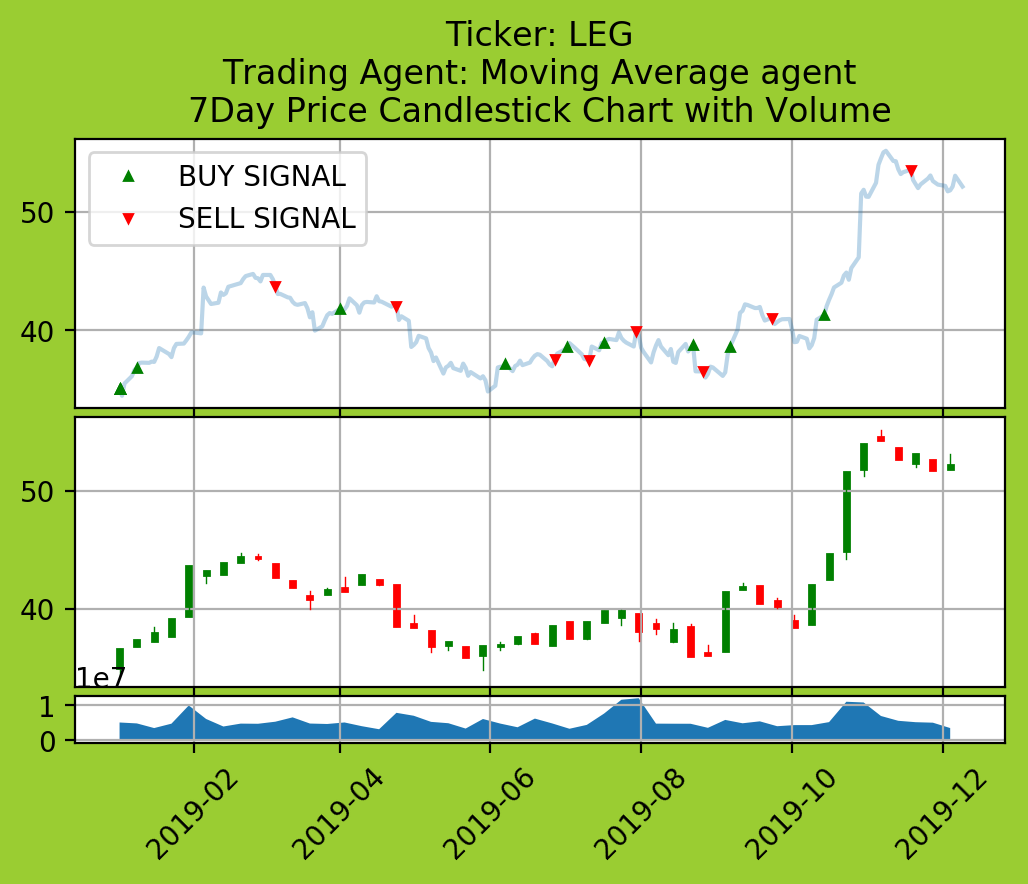 Ticker: LEG
Trading Agent: Moving Average agent
7Day Price Candlestick Chart with Volume
BUY SIGNAL
SELL SIGNAL
50
40
50
40
1e7
1
0
2019-02
2019-04
2019-06
2019-08
2019-10
2019-12